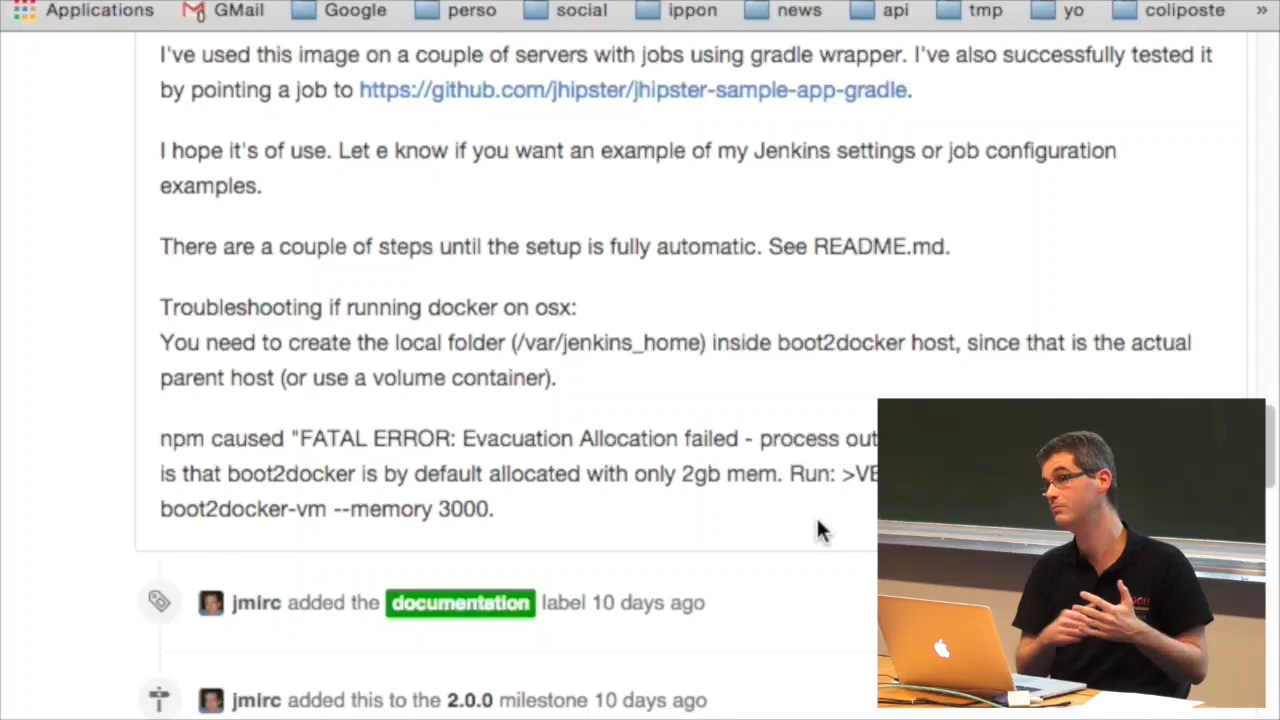 Applications GMail Google perso social ippon news api tmp yo coliposte »
I've used this image on a couple of servers with jobs using gradle wrapper. I've also successfully tested it
by pointing a job to https://github.com/jhipster/jhipster-sample-app-gradle.
I hope it's of use. Let e know if you want an example of my Jenkins settings or job configuration
examples.
There are a couple of steps until the setup is fully automatic. See README.md.
Troubleshooting if running docker on osx:
You need to create the local folder (/var/jenkins_home) inside boot2docker host, since that is the actual
parent host (or use a volume container).
npm caused "FATAL ERROR: Evacuation Allocation failed - process out
is that boot2docker is by default allocated with only 2gb mem. Run: >VE
boot2docker-vm --memory 3000.
jmirc added the documentation label 10 days ago
jmirc added this to the 2.0.0 milestone 10 days ago